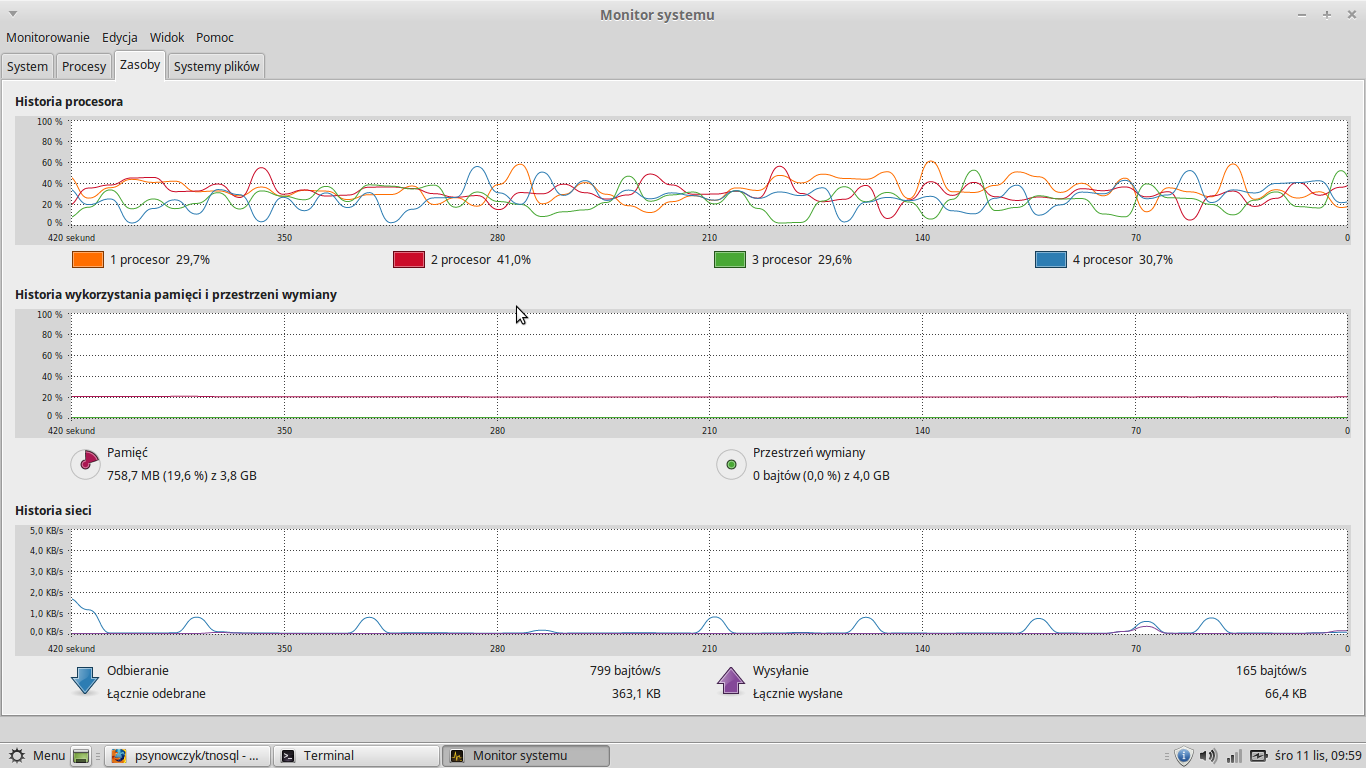 Monitor systemu
Monitorowanie Edycja Widok Pomoc
System Procesy Zasoby Systemy plików
Historia procesora
100 %
80 %
60 %
40 %
20 %
0 %
420 sekund 350 280 210 140 70 0
1 procesor 29,7% 2 procesor 41,0% 3 procesor 29,6% 4 procesor 30,7%
Historia wykorzystania pamięci i przestrzeni wymiany
100 %
80 %
60 %
40 %
20 %
0 %
420 sekund 350 280 210 140 70 0
Pamięć Przestrzeń wymiany
758,7 MB (19,6 %) z 3,8 GB 0 bajtów (0,0 %) z 4,0 GB
Historia sieci
5,0 KB/s
4,0 KB/s
3,0 KB/s
2,0 KB/s
1,0 KB/s
0,0 KB/s
420 sekund 350 280 210 140 70 0
Odbieranie 799 bajtów/s Wysyłanie 165 bajtów/s
Łącznie odebrane 363,1 KB Łącznie wysłane 66,4 KB
Menu psynowczyk/tnosql - ... Terminal Monitor systemu śro 11 lis, 09:59